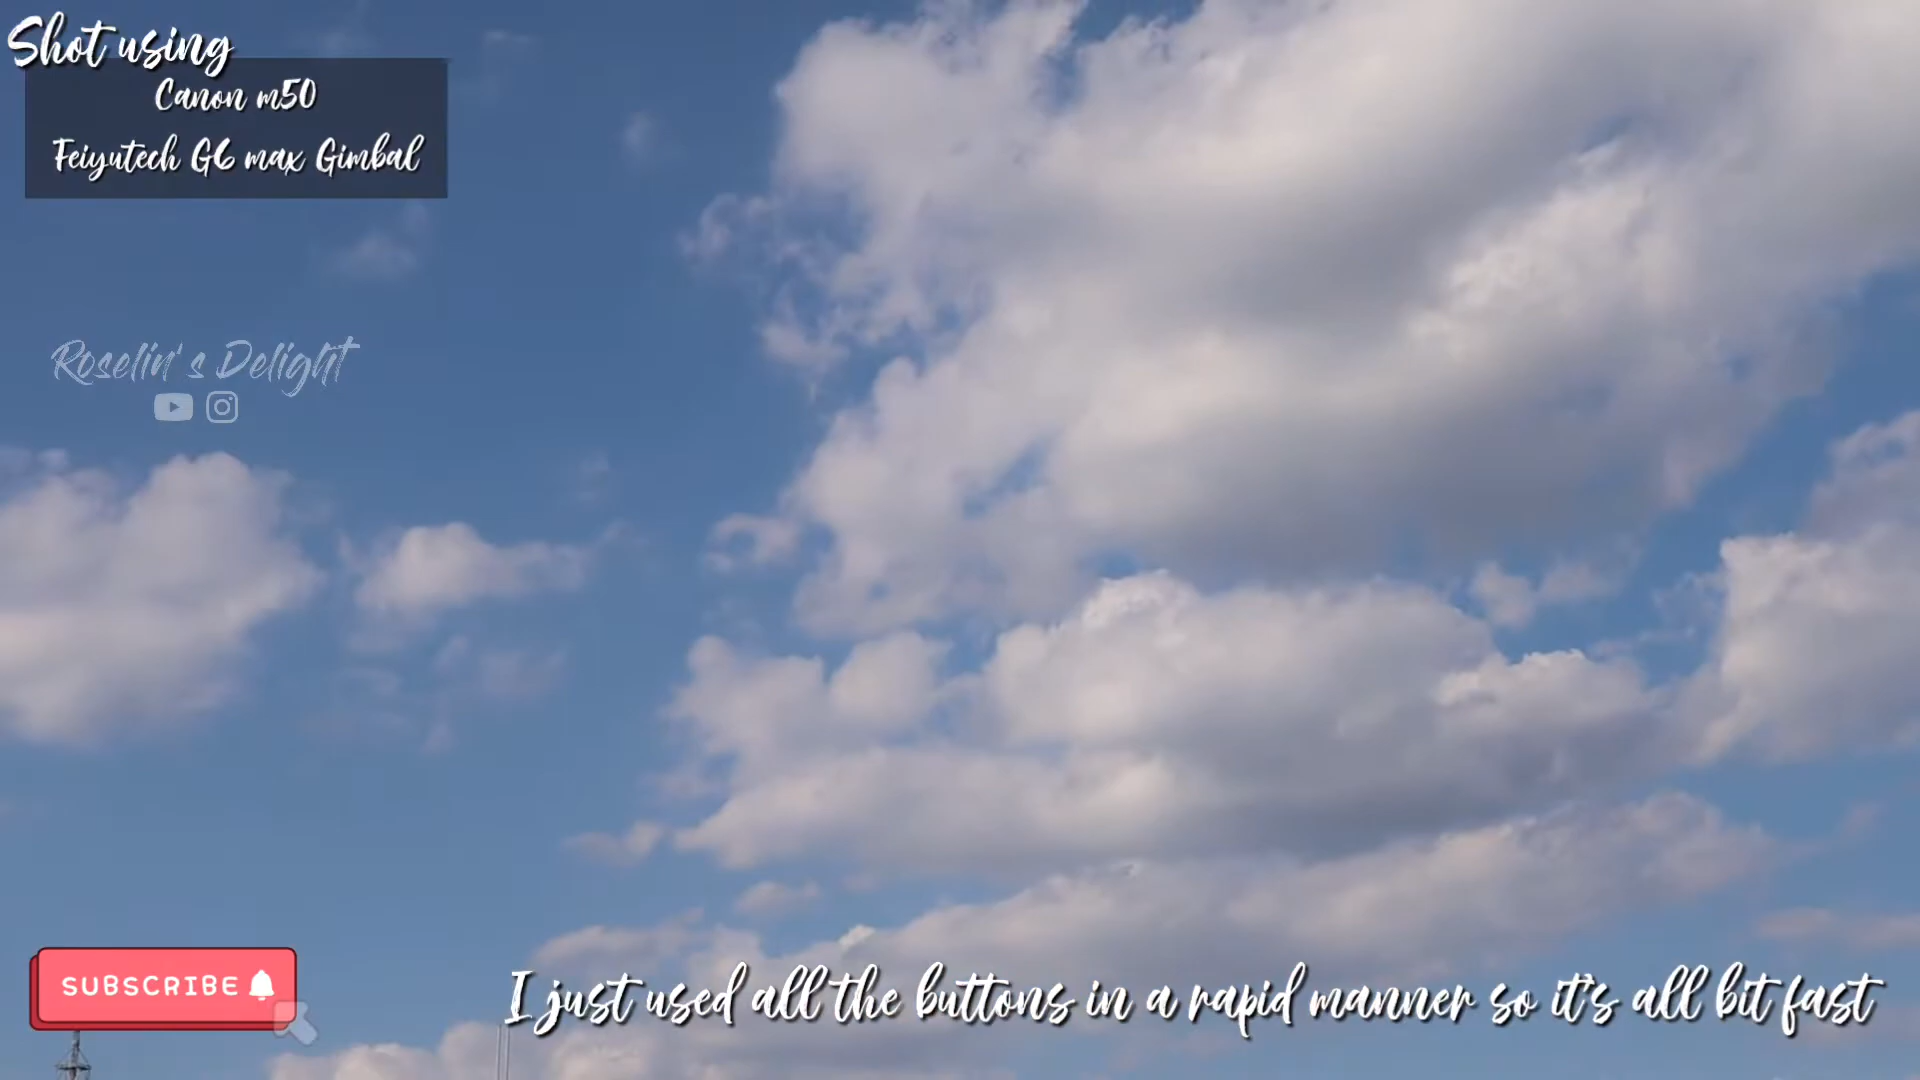 Shot using
Canon m50
Feiyutech G6 max Gimbal
Roselin's Delight
SUBSCRIBE
I just used all the buttons in a rapid manner so it's all bit fast